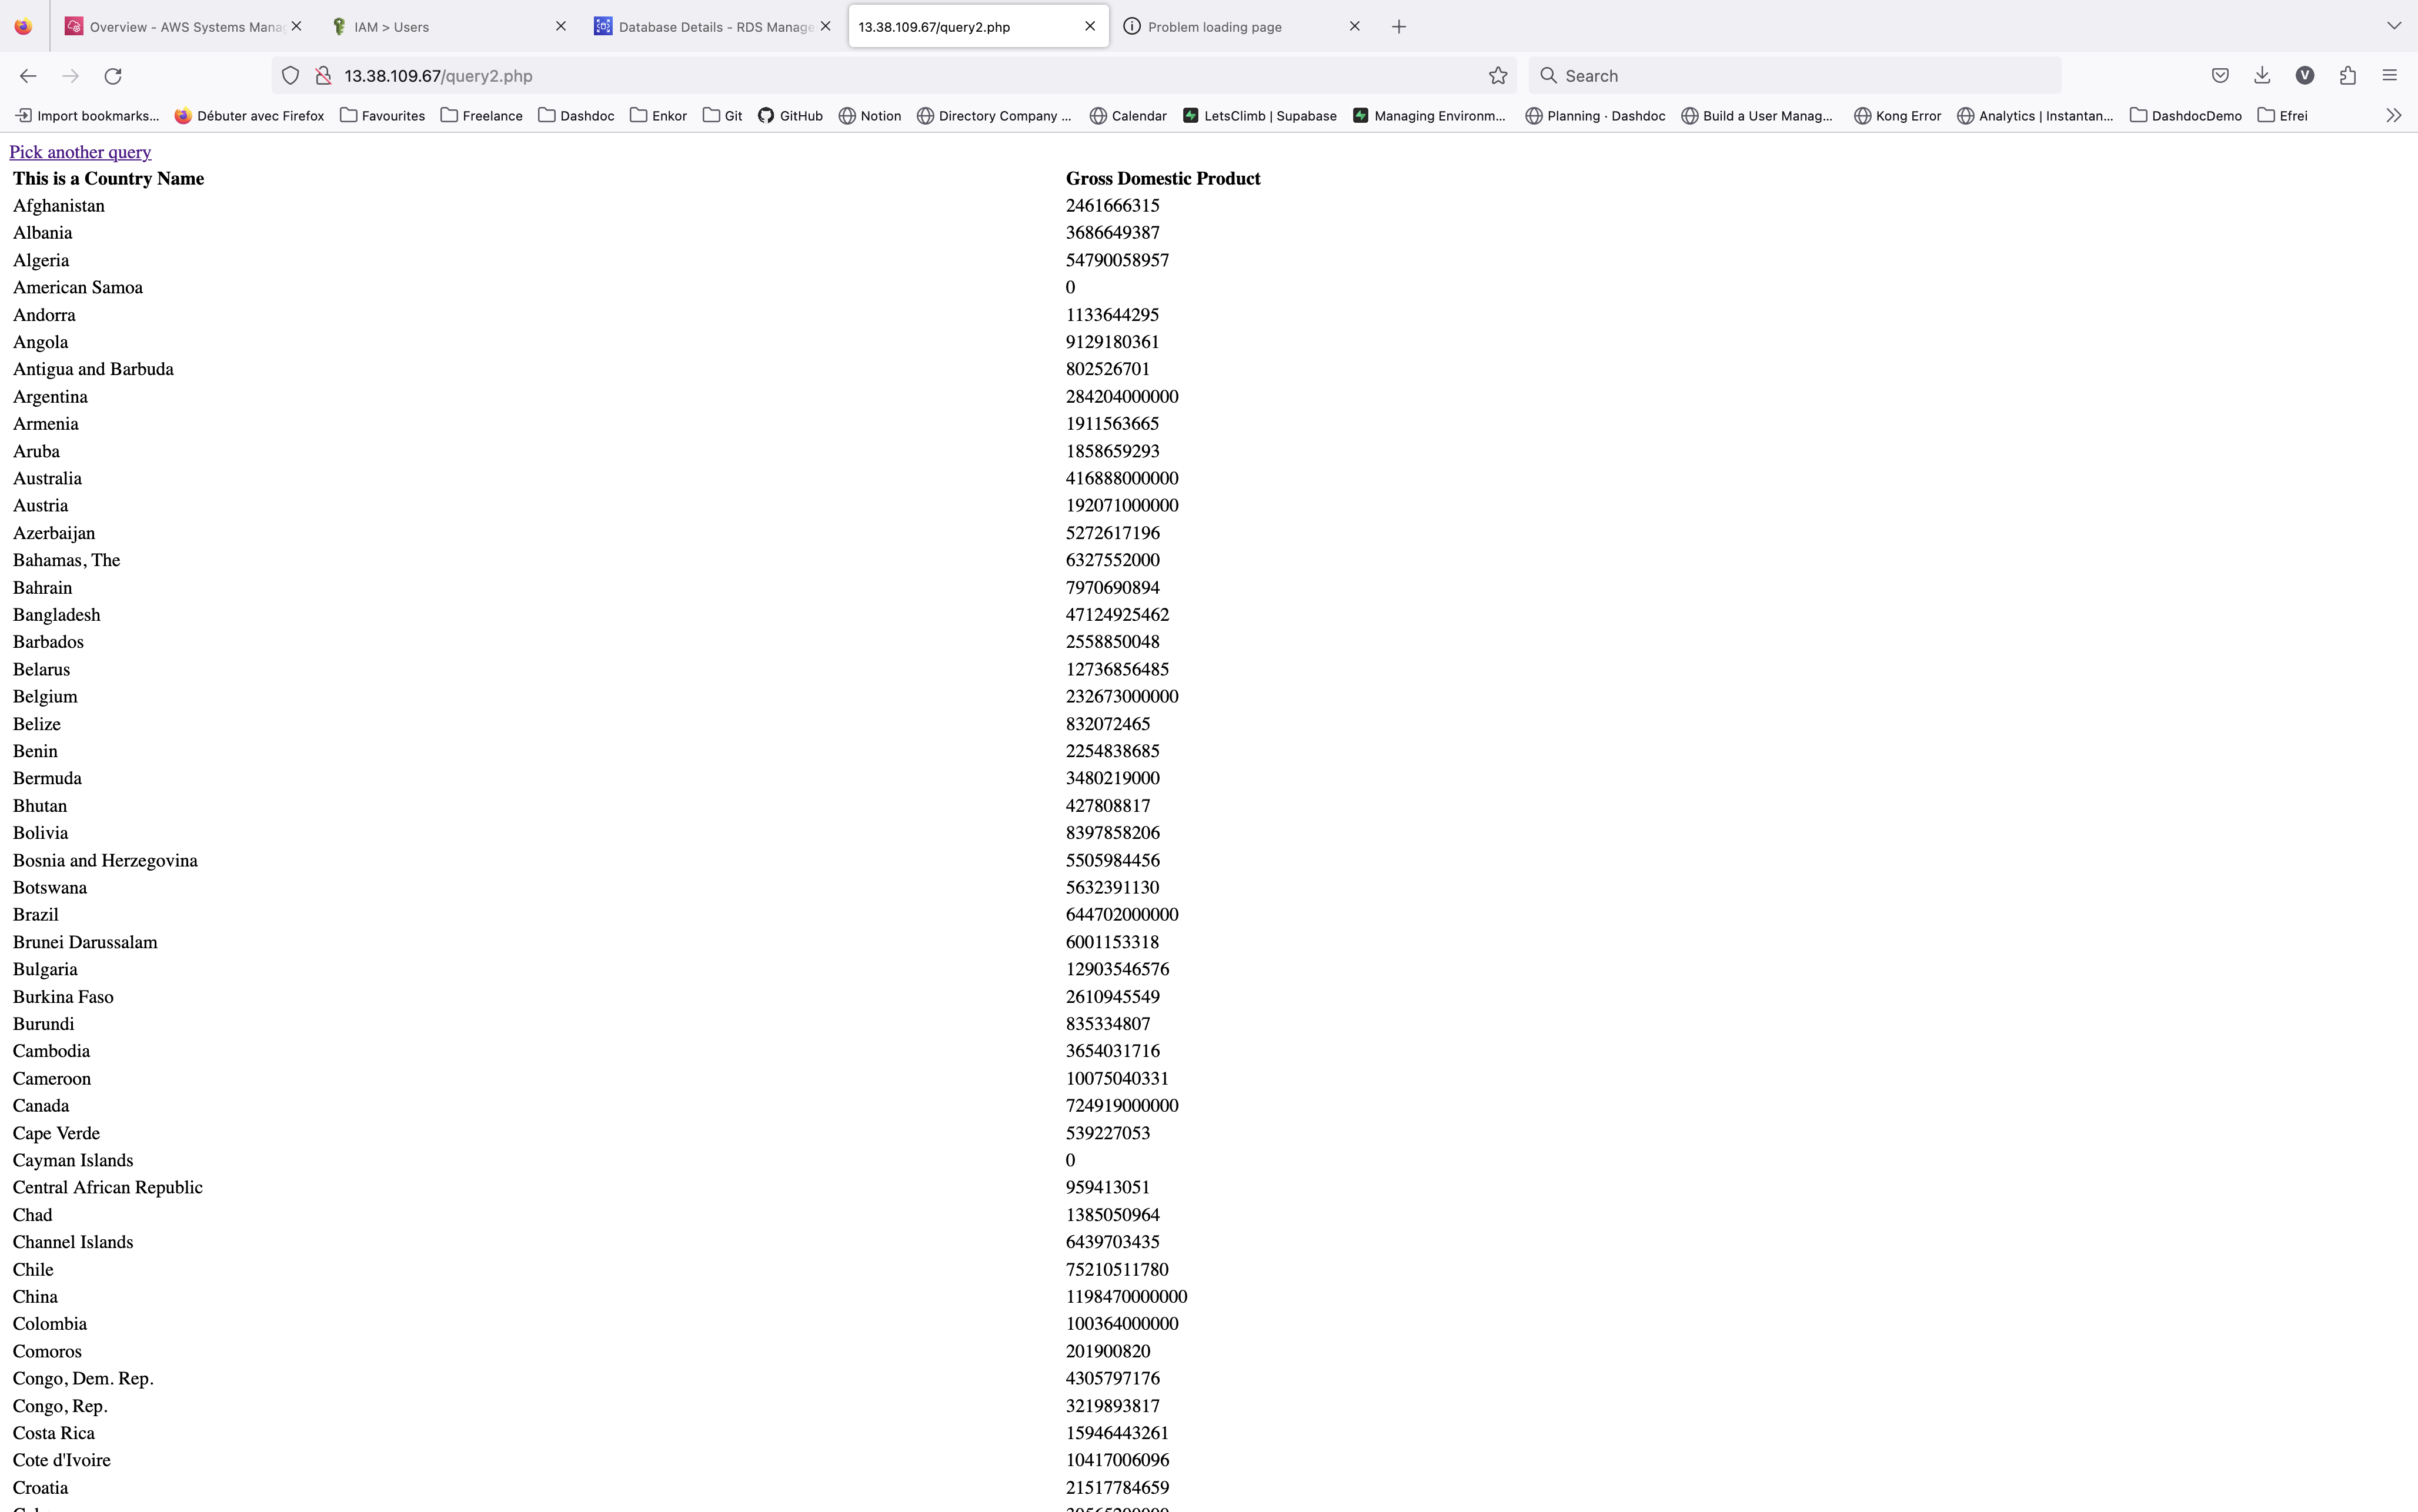 Overview - AWS Systems Mana
IAM > Users
Database Details - RDS Manage
13.38.109.67/query2.php
Problem loading page
13.38.109.67/query2.php
Search
V
Import bookmarks...
Débuter avec Firefox
Favourites
Freelance
Dashdoc
Enkor
Git
GitHub
Notion
Directory Company ...
Calendar
LetsClimb | Supabase
Managing Environm...
Planning · Dashdoc
Build a User Manag...
Kong Error
Analytics | Instantan...
DashdocDemo
Efrei
Pick another query
This is a Country Name Gross Domestic Product
Afghanistan 2461666315
Albania 3686649387
Algeria 54790058957
American Samoa 0
Andorra 1133644295
Angola 9129180361
Antigua and Barbuda 802526701
Argentina 284204000000
Armenia 1911563665
Aruba 1858659293
Australia 416888000000
Austria 192071000000
Azerbaijan 5272617196
Bahamas, The 6327552000
Bahrain 7970690894
Bangladesh 47124925462
Barbados 2558850048
Belarus 12736856485
Belgium 232673000000
Belize 832072465
Benin 2254838685
Bermuda 3480219000
Bhutan 427808817
Bolivia 8397858206
Bosnia and Herzegovina 5505984456
Botswana 5632391130
Brazil 644702000000
Brunei Darussalam 6001153318
Bulgaria 12903546576
Burkina Faso 2610945549
Burundi 835334807
Cambodia 3654031716
Cameroon 10075040331
Canada 724919000000
Cape Verde 539227053
Cayman Islands 0
Central African Republic 959413051
Chad 1385050964
Channel Islands 6439703435
Chile 75210511780
China 1198470000000
Colombia 100364000000
Comoros 201900820
Congo, Dem. Rep. 4305797176
Congo, Rep. 3219893817
Costa Rica 15946443261
Cote d'Ivoire 10417006096
Croatia 21517784659